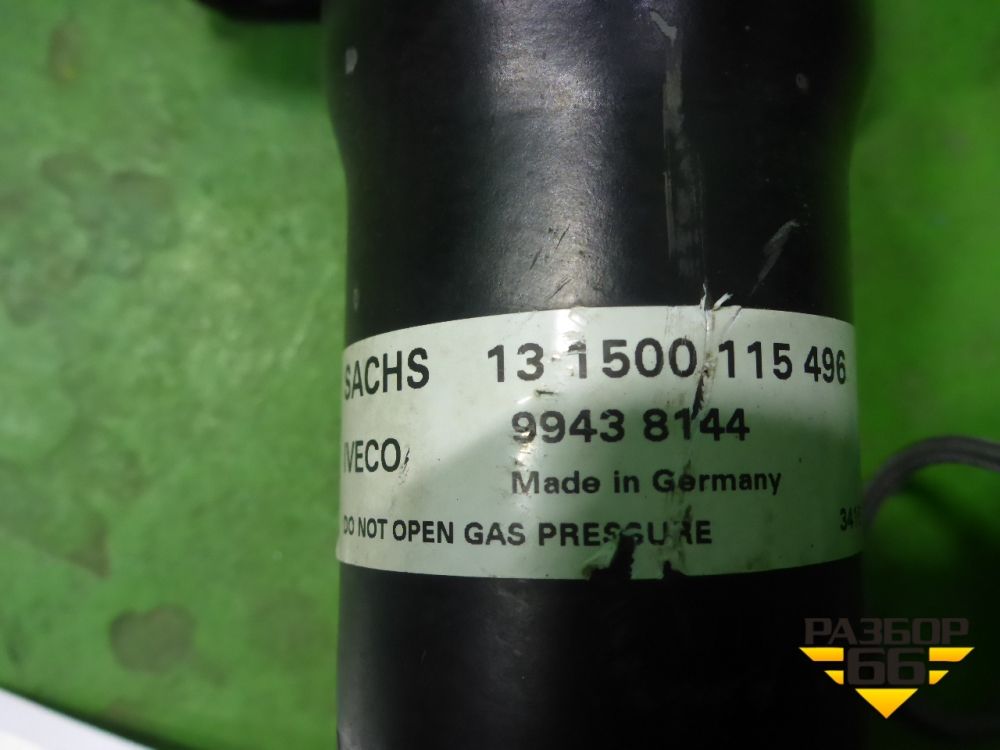 SACHS 13 1500 115 496
IVECO 9943 8144
Made in Germany
DO NOT OPEN GAS PRESSURE
РАЗБОР
66